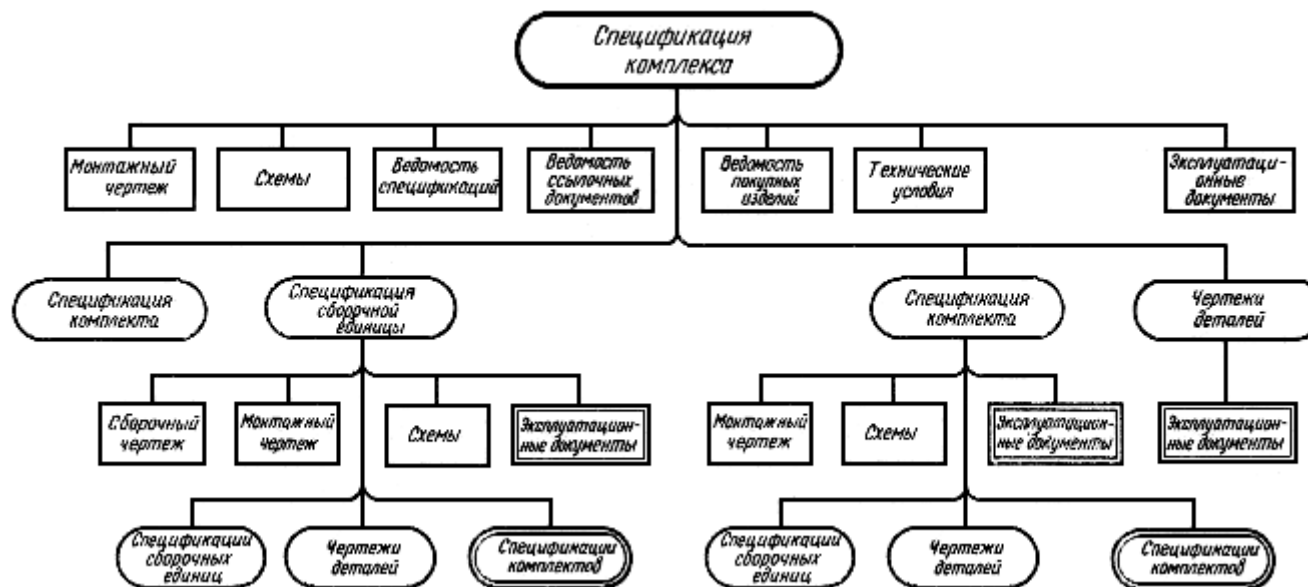 Спецификация
комплекса
Монтажный
чертеж
Схемы
Ведомость
спецификаций
Ведомость
ссылочных
документов
Ведомость
покупных
изделий
Технические
условия
Эксплуатаци-
онные
документы
Спецификация
комплекта
Спецификация
сборочной
единицы
Спецификация
комплекта
Чертежи
деталей
Сборочный
чертеж
Монтажный
чертеж
Схемы
Эксплуатацион-
ные документы
Монтажный
чертеж
Схемы
Эксплуатацион-
ные документы
Эксплуатацион-
ные документы
Спецификации
сборочных
единиц
Чертежи
деталей
Спецификации
комплектов
Спецификации
сборочных
единиц
Чертежи
деталей
Спецификации
комплектов